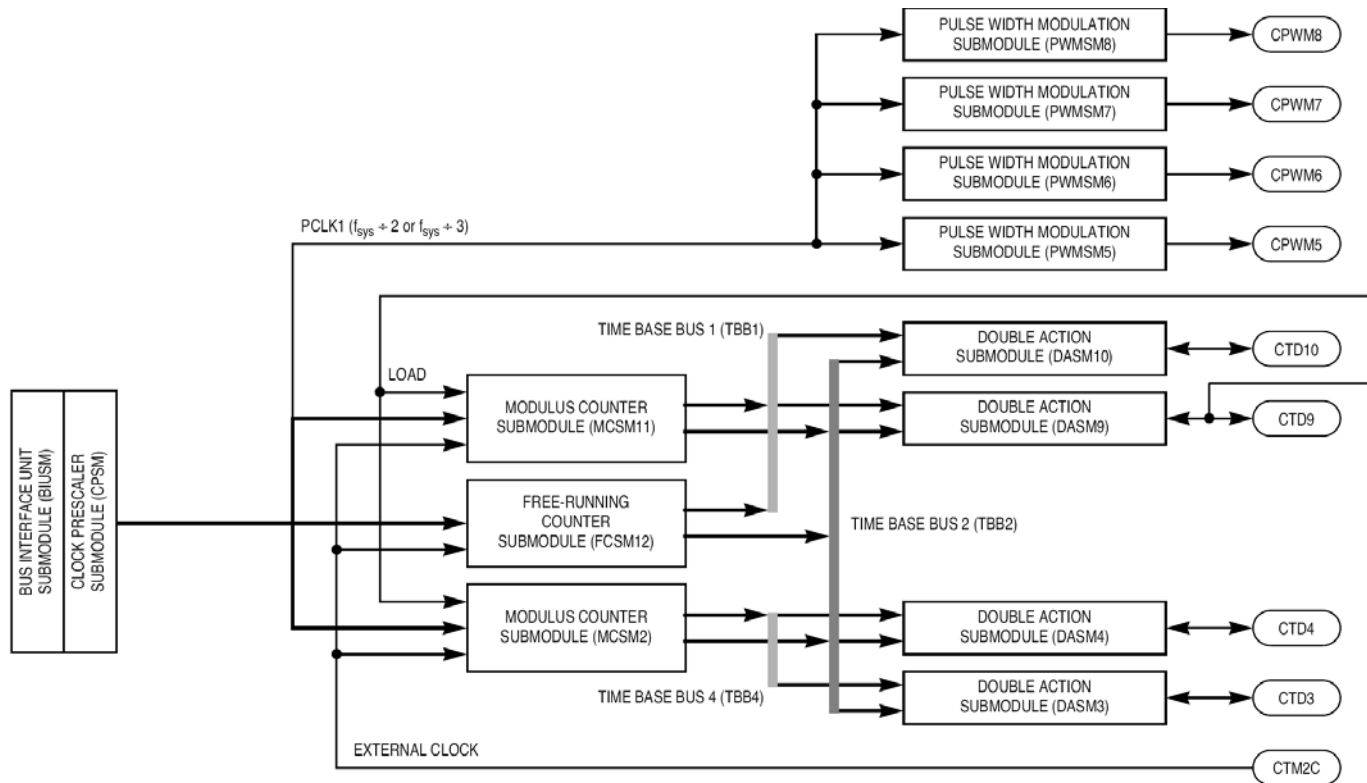 PULSE WIDTH MODULATION
SUBMODULE (PWMSM8)
CPWM8
PULSE WIDTH MODULATION
SUBMODULE (PWMSM7)
CPWM7
PULSE WIDTH MODULATION
SUBMODULE (PWMSM6)
CPWM6
PCLK1 (fsys ÷ 2 or fsys ÷ 3)
PULSE WIDTH MODULATION
SUBMODULE (PWMSM5)
CPWM5
TIME BASE BUS 1 (TBB1)
DOUBLE ACTION
SUBMODULE (DASM10)
CTD10
LOAD
MODULUS COUNTER
SUBMODULE (MCSM11)
DOUBLE ACTION
SUBMODULE (DASM9)
CTD9
BUS INTERFACE UNIT
SUBMODULE (BIUSM)
CLOCK PRESCALER
SUBMODULE (CPSM)
FREE-RUNNING
COUNTER
SUBMODULE (FCSM12)
TIME BASE BUS 2 (TBB2)
MODULUS COUNTER
SUBMODULE (MCSM2)
DOUBLE ACTION
SUBMODULE (DASM4)
CTD4
TIME BASE BUS 4 (TBB4)
DOUBLE ACTION
SUBMODULE (DASM3)
CTD3
EXTERNAL CLOCK
CTM2C